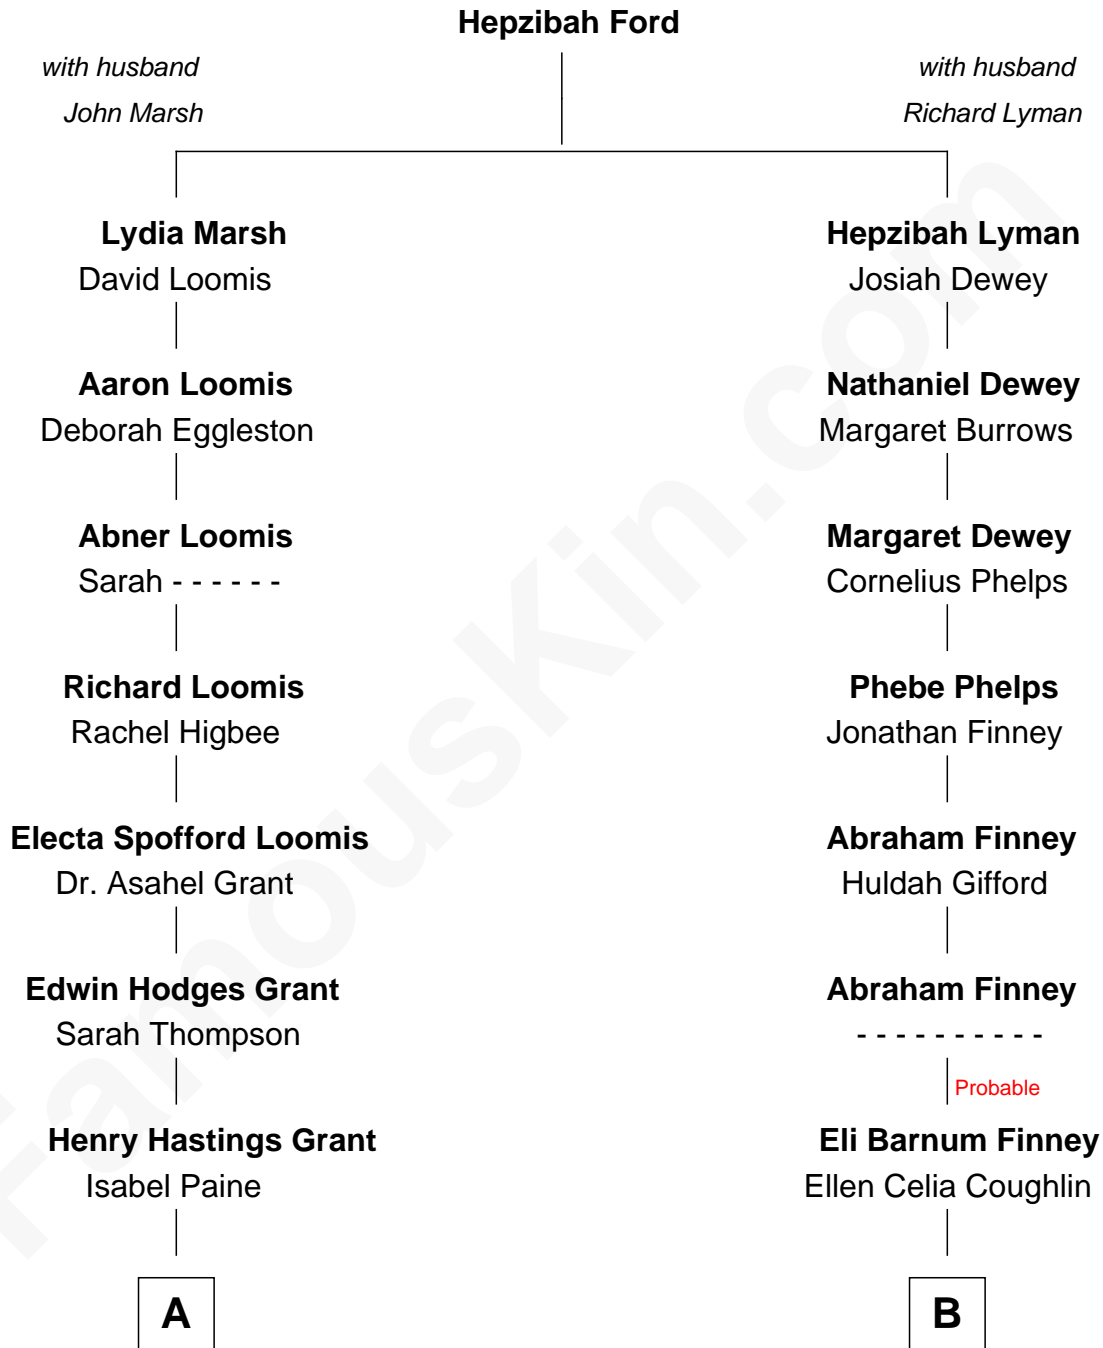 Hepzibah Ford
with husband
John Marsh
with husband
Richard Lyman
Lydia Marsh
David Loomis
Hepzibah Lyman
Josiah Dewey
Aaron Loomis
Deborah Eggleston
Nathaniel Dewey
Margaret Burrows
Abner Loomis
Sarah - - - - - -
Margaret Dewey
Cornelius Phelps
Richard Loomis
Rachel Higbee
Phebe Phelps
Jonathan Finney
Electa Spofford Loomis
Dr. Asahel Grant
Abraham Finney
Huldah Gifford
Edwin Hodges Grant
Sarah Thompson
Abraham Finney
- - - - - - - - - -
Probable
Henry Hastings Grant
Isabel Paine
Eli Barnum Finney
Ellen Celia Coughlin
A
B
FamousKin.com